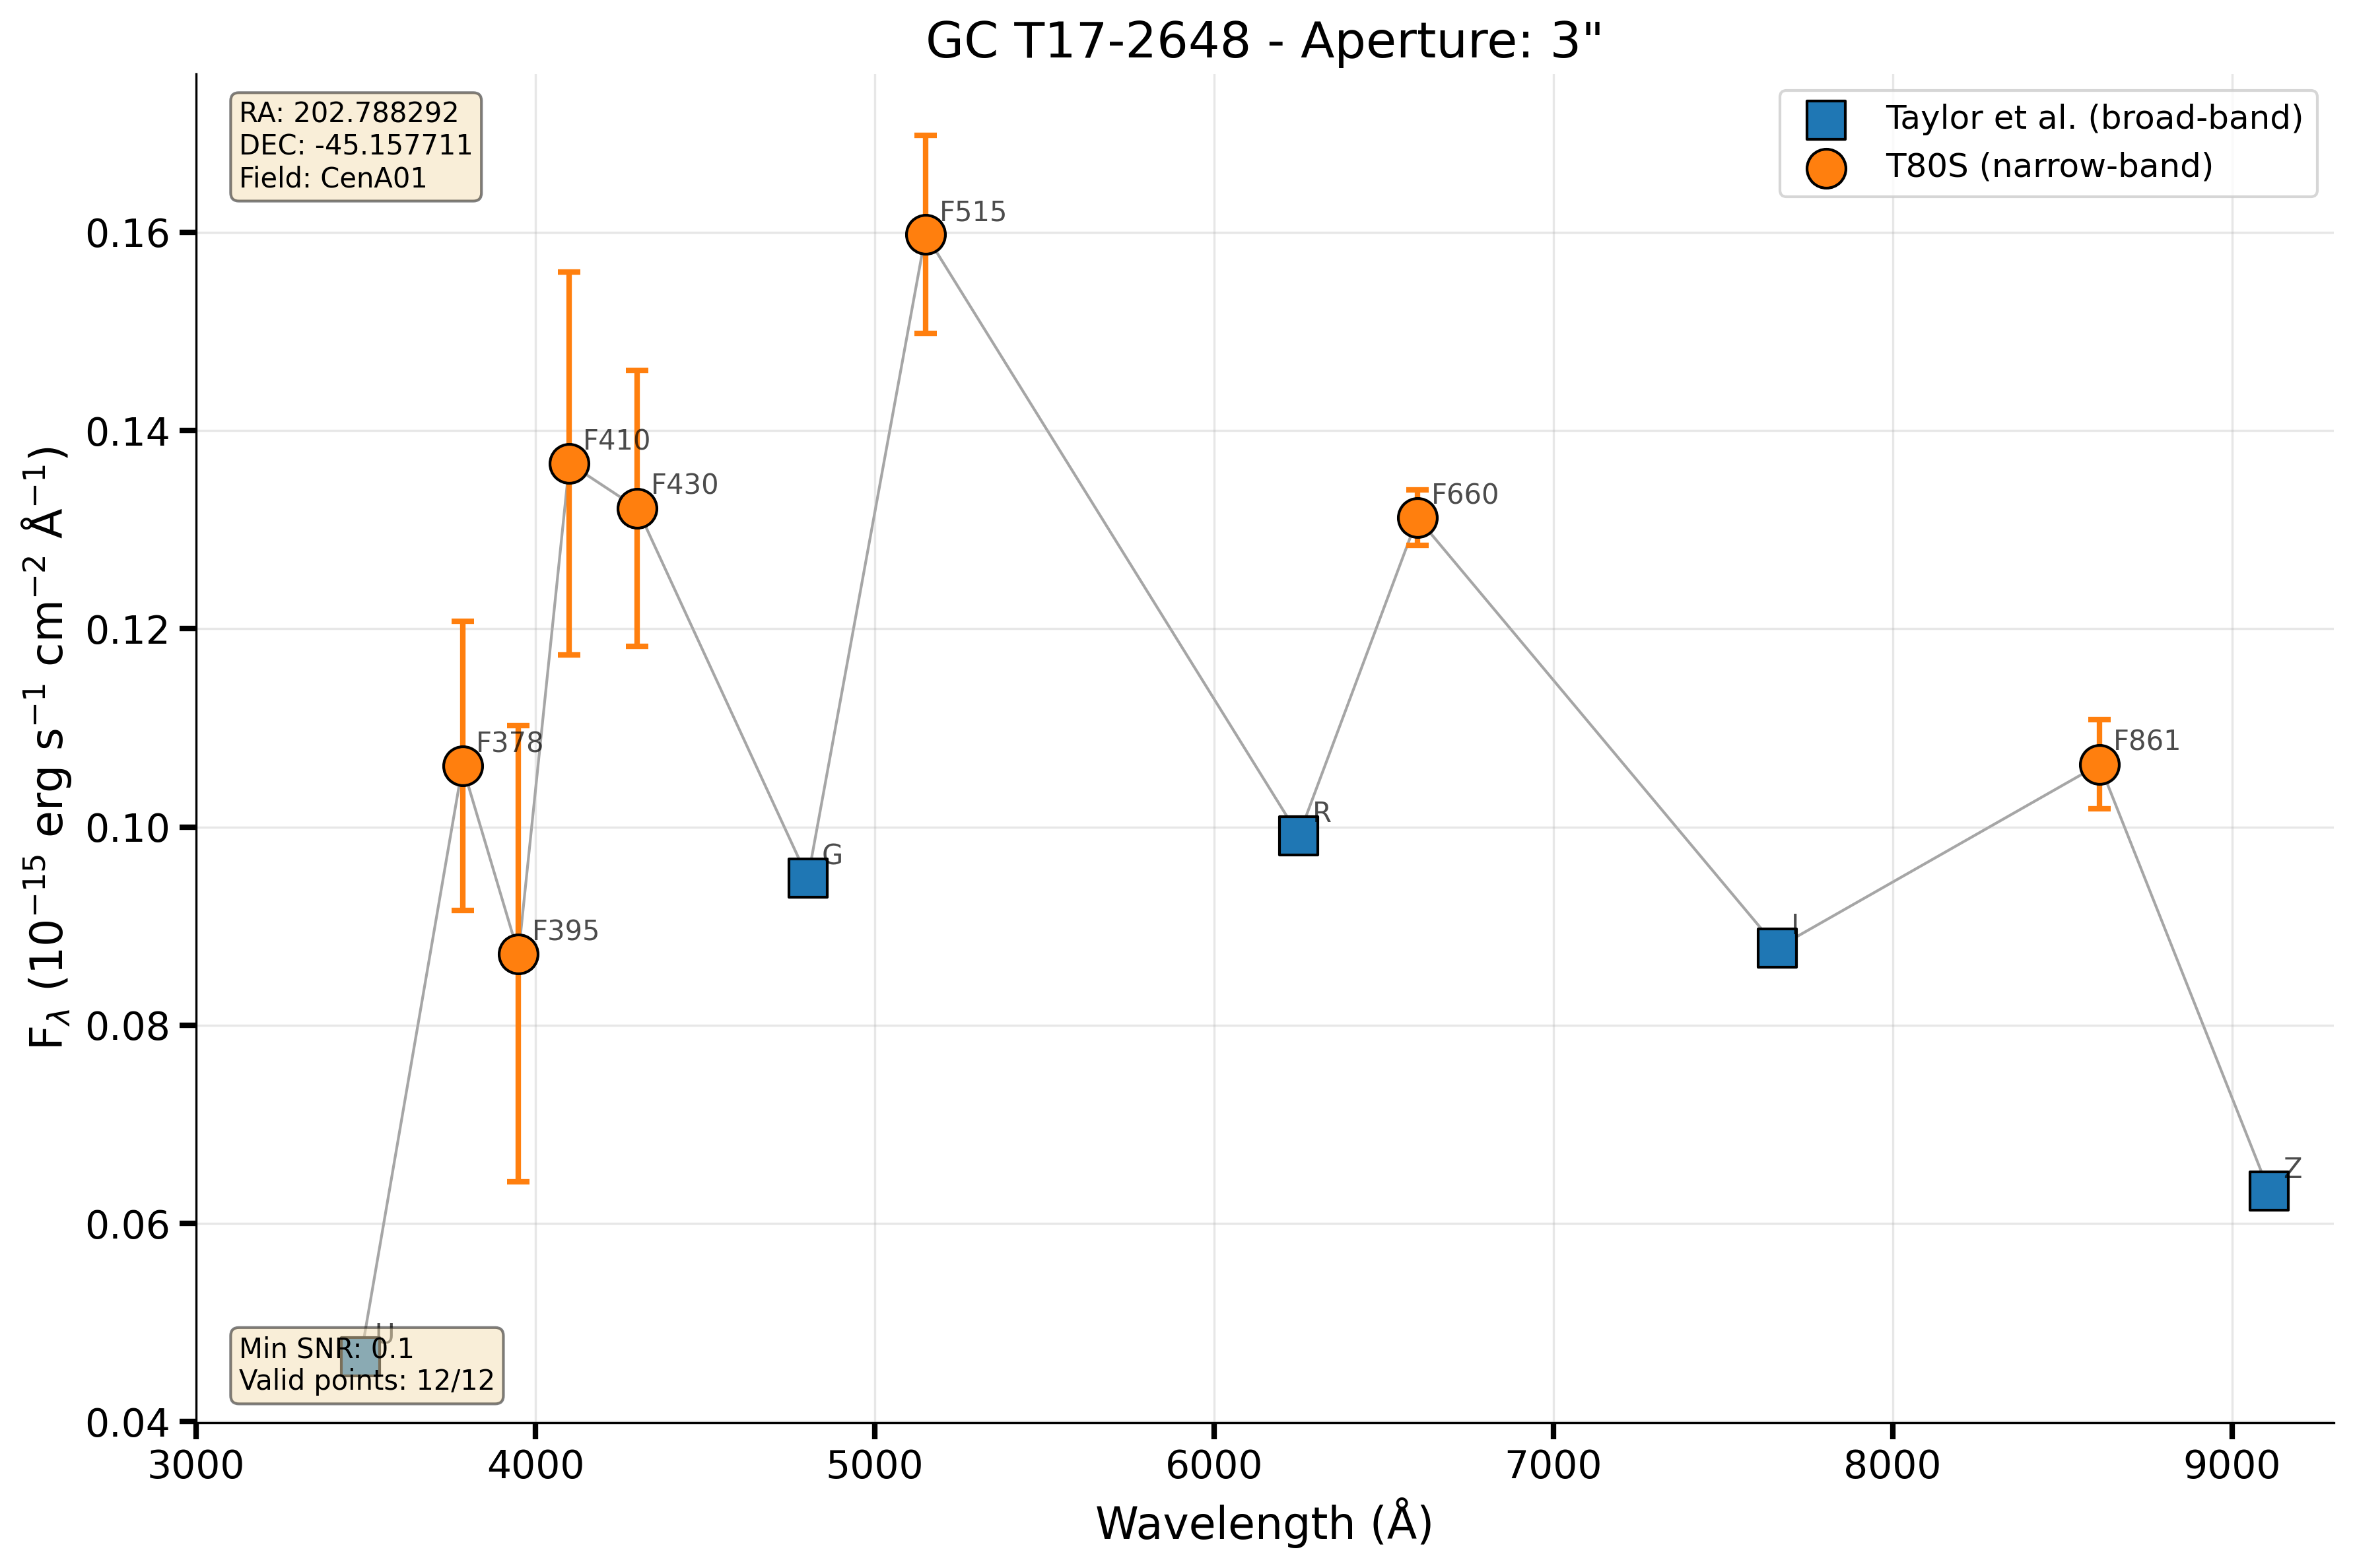 GC T17-2648 - Aperture: 3"
RA: 202.788292
DEC: -45.157711
Field: CenA01
Taylor et al. (broad-band)
T80S (narrow-band)
F515
F410
F430
F660
F378
F861
R
G
F395
I
Z
U
Min SNR: 0.1
Valid points: 12/12
0.16
0.14
0.12
0.10
0.08
0.06
0.04
F$_{λ}$ (10$^{−15}$ erg s$^{−1}$ cm$^{−2}$ Å$^{−1}$)
3000 4000 5000 6000 7000 8000 9000
Wavelength (Å)